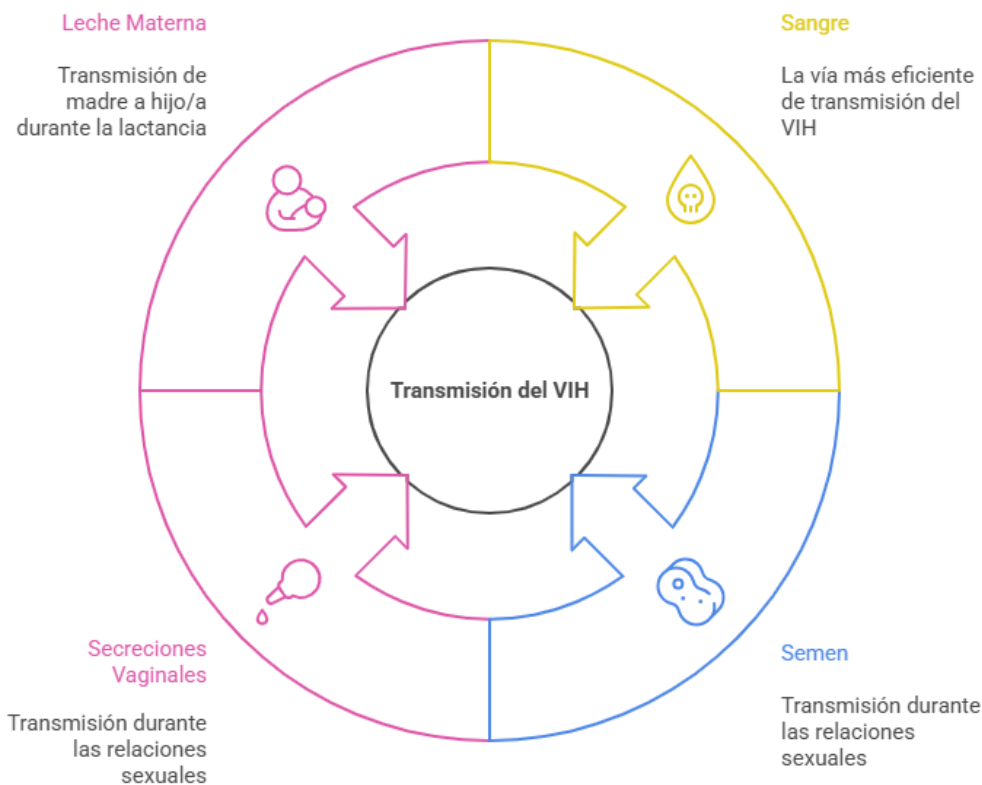 Leche Materna
Transmisión de
madre a hijo/a
durante la lactancia
Sangre
La vía más eficiente
de transmisión del
VIH
Transmisión del VIH
Secreciones
Vaginales
Transmisión durante
las relaciones
sexuales
Semen
Transmisión durante
las relaciones
sexuales